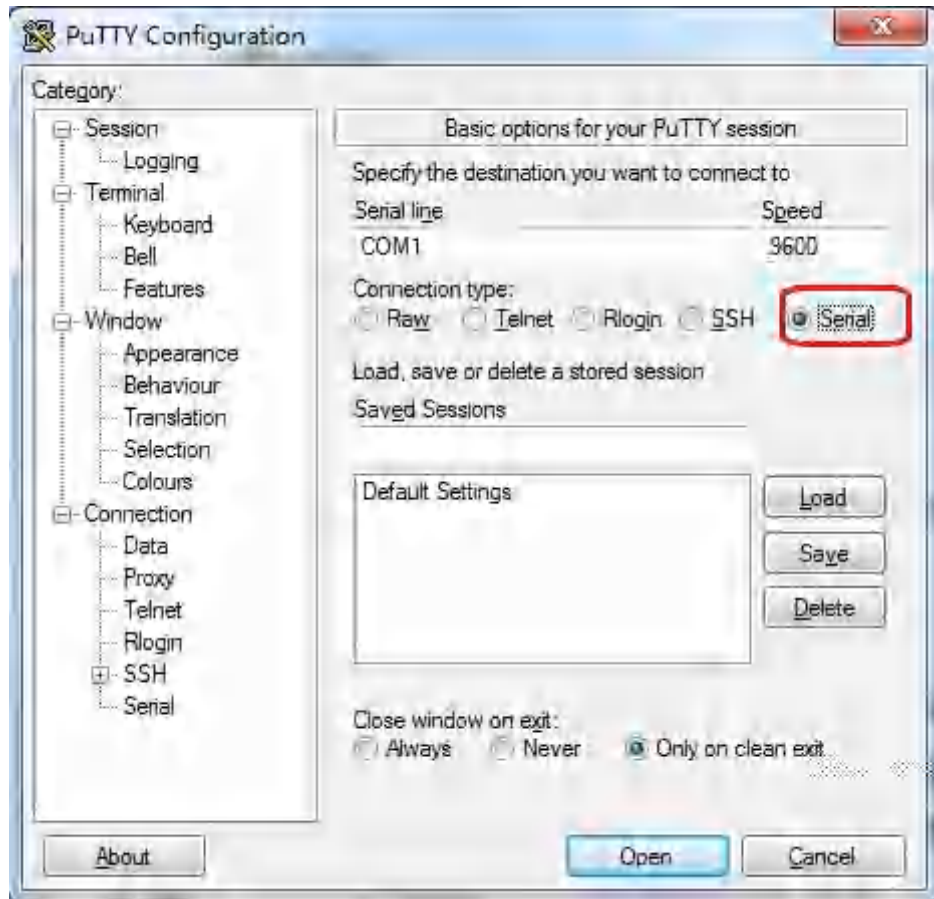 PuTTY Configuration
Category:
Session
Logging
Terminal
Keyboard
Bell
Features
Window
Appearance
Behaviour
Translation
Selection
Colours
Connection
Data
Proxy
Telnet
Rlogin
SSH
Serial
Basic options for your PuTTY session
Specify the destination you want to connect to
Serial line Speed
COM1 9600
Connection type:
Raw Telnet Rlogin SSH Serial
Load, save or delete a stored session
Saved Sessions
Default Settings
Load
Save
Delete
Close window on exit:
Always Never Only on clean exit
About Open Cancel